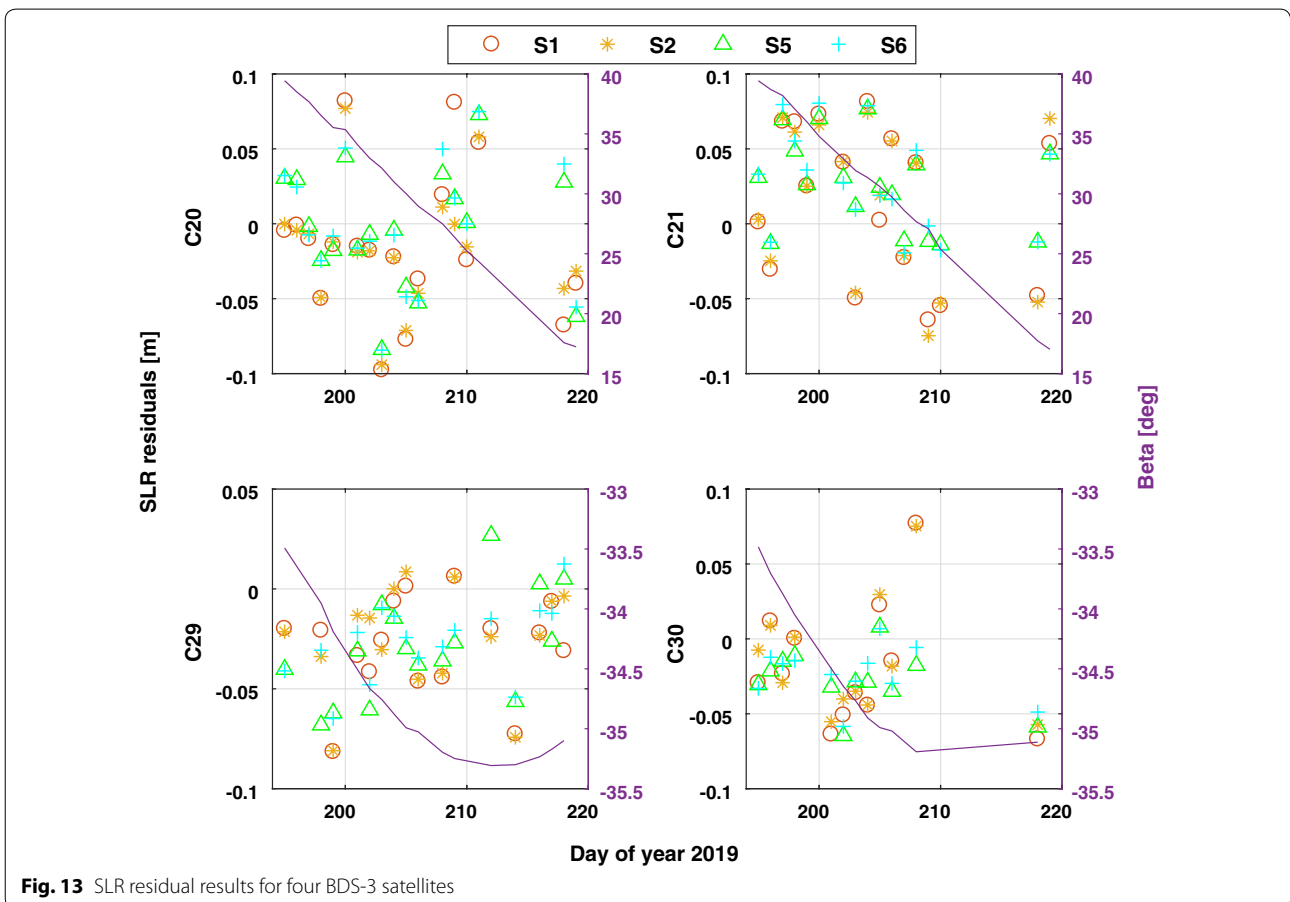 S1 S2 S5 S6
0.1 40 0.1 40
35 35
0.05 0.05
30 30
C20 0 C21 0
25 25
-0.05 -0.05
20 20
-0.1 15 -0.1 15
200 210 220 200 210 220
SLR residuals [m]
Beta [deg]
0.05 -33 0.1 -33
-33.5 -33.5
0 0.05
-34 -34
C29 C30 0
-34.5 -34.5
-0.05 -0.05
-35 -35
-0.1 -35.5 -0.1 -35.5
200 210 220 200 210 220
Day of year 2019
Fig. 13 SLR residual results for four BDS-3 satellites